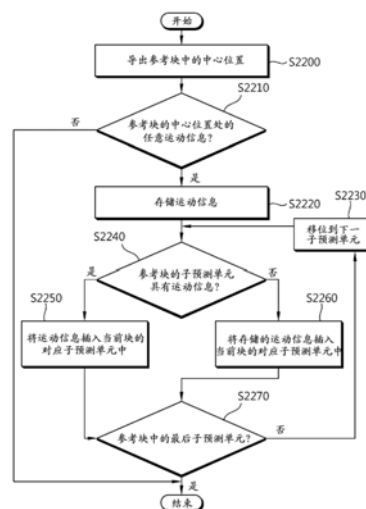 开始
导出参考块中的中心位置
S2200
S2210
参考块的中心位置处的
任意运动信息?
否
是
存储运动信息
S2220
S2230
移位到下一
子预测单元
S2240
参考块的子预测单元
具有运动信息?
是
否
S2250
将运动信息插入当前块的
对应子预测单元中
S2260
将存储的运动信息插入
当前块的对应子预测单元中
S2270
参考块中的最后子预测单元?
否
是
结束